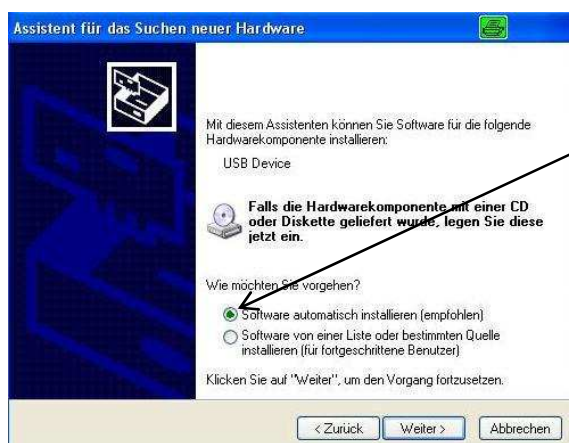 Assistent für das Suchen neuer Hardware
Mit diesem Assistenten können Sie Software für die folgende
Hardwarekomponente installieren:
USB Device
Falls die Hardwarekomponente mit einer CD
oder Diskette geliefert wurde, legen Sie diese
jetzt ein.
Wie möchten Sie vorgehen?
Software automatisch installieren (empfohlen)
Software von einer Liste oder bestimmten Quelle
installieren (für fortgeschrittene Benutzer)
Klicken Sie auf "Weiter", um den Vorgang fortzusetzen.
< Zurück Weiter > Abbrechen